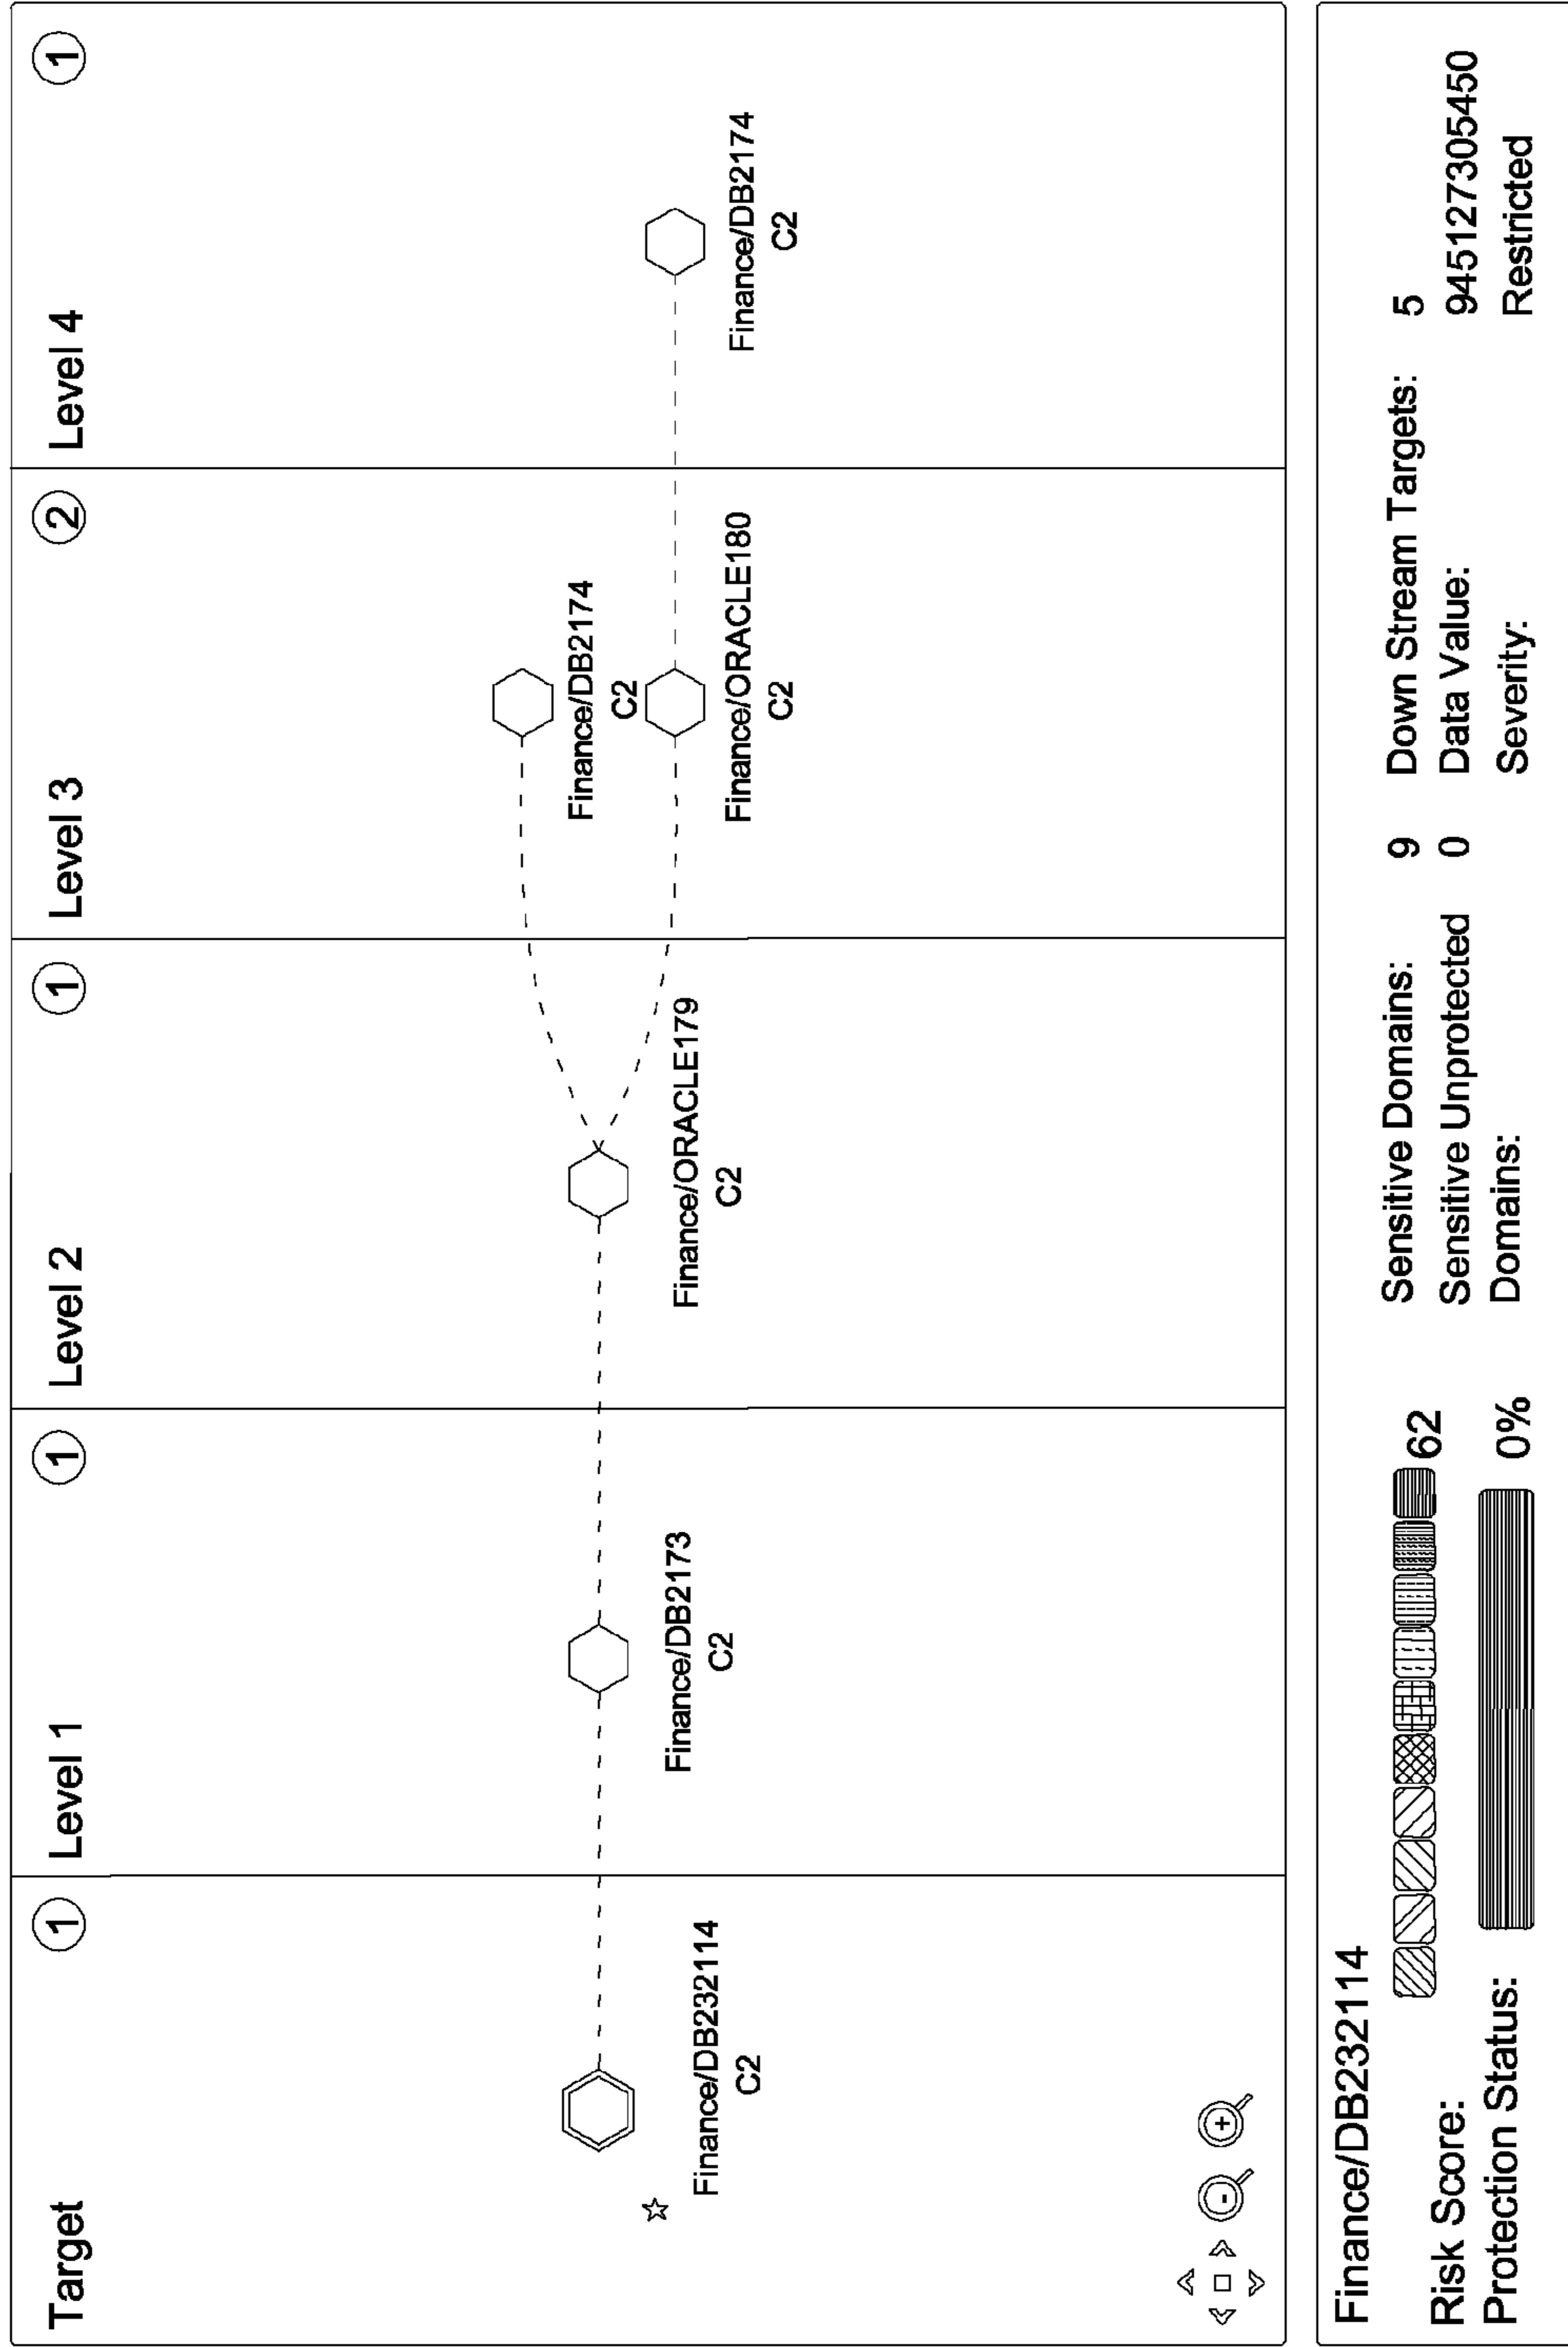 Target
1
Level 1
1
Level 2
1
Level 3
2
Level 4
1
Finance/DB232114
C2
Finance/DB2173
C2
Finance/ORACLE179
C2
Finance/DB2174
C2
Finance/ORACLE180
C2
Finance/DB2174
C2
- +
Finance/DB232114
Risk Score: 62
Protection Status: 0%
Sensitive Domains: 9
Sensitive Unprotected 0
Domains:
Down Stream Targets: 5
Data Value: 945127305450
Severity: Restricted